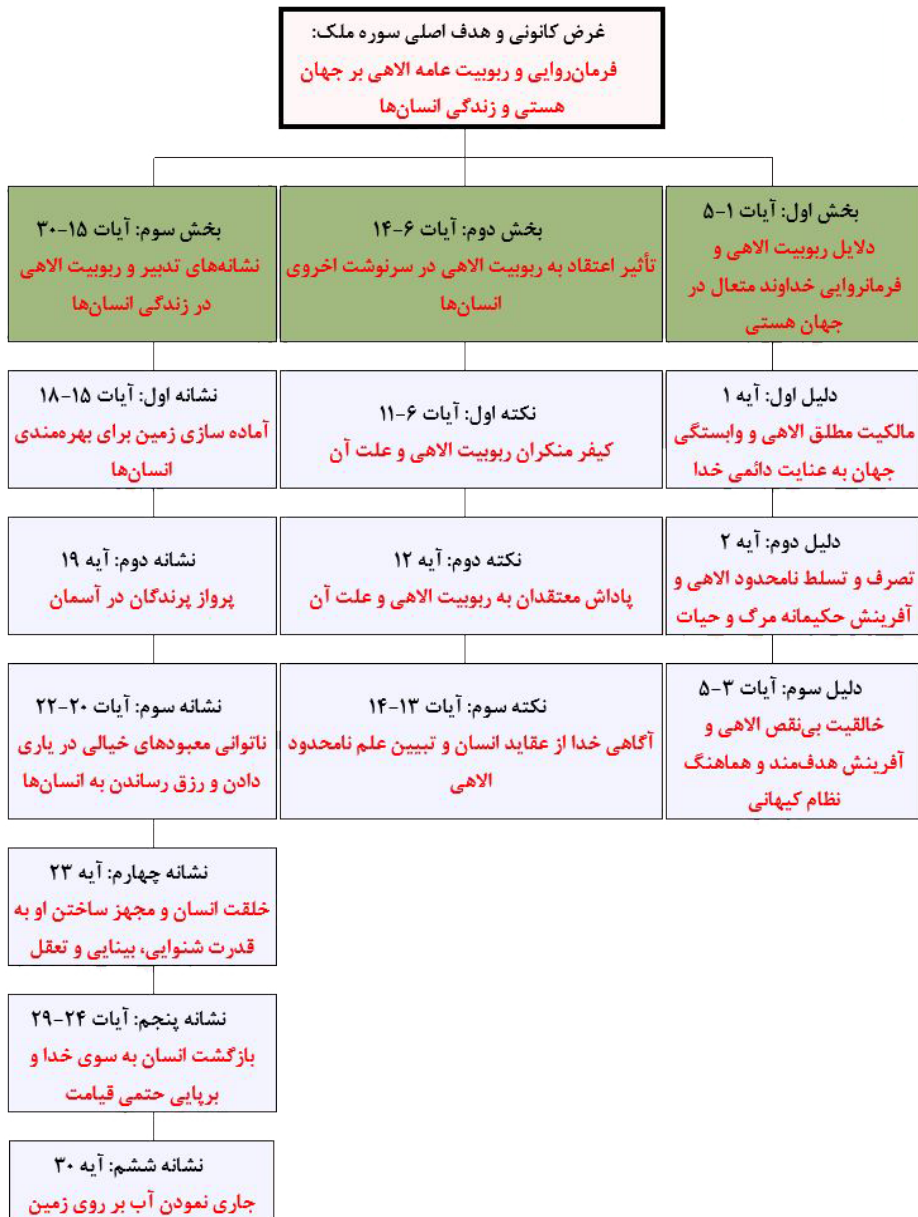 غرض کانونی و هدف اصلی سوره ملک:
فرمان‌روایی و ربوبیت عامه الاهی بر جهان
هستی و زندگی انسان‌ها
بخش اول: آیات ۱-۵
دلایل ربوبیت الاهی و
فرمانروایی خداوند متعال در
جهان هستی
دلیل اول: آیه ۱
مالکیت مطلق الاهی و وابستگی
جهان به عنایت دائمی خدا
دلیل دوم: آیه ۲
تصرف و تسلط نامحدود الاهی و
آفرینش حکیمانه مرگ و حیات
دلیل سوم: آیات ۳-۵
خالقیت بی‌نقص الاهی و
آفرینش هدف‌مند و هماهنگ
نظام کیهانی
بخش دوم: آیات ۶-۱۴
تأثیر اعتقاد به ربوبیت الاهی در سرنوشت اخروی
انسان‌ها
نکته اول: آیات ۶-۱۱
کیفر منکران ربوبیت الاهی و علت آن
نکته دوم: آیه ۱۲
پاداش معتقدان به ربوبیت الاهی و علت آن
نکته سوم: آیات ۱۳-۱۴
آگاهی خدا از عقاید انسان و تبیین علم نامحدود
الاهی
بخش سوم: آیات ۱۵-۳۰
نشانه‌های تدبیر و ربوبیت الاهی
در زندگی انسان‌ها
نشانه اول: آیات ۱۵-۱۸
آماده سازی زمین برای بهره‌مندی
انسان‌ها
نشانه دوم: آیه ۱۹
پرواز پرندگان در آسمان
نشانه سوم: آیات ۲۰-۲۲
ناتوانی معبودهای خیالی در یاری
دادن و رزق رساندن به انسان‌ها
نشانه چهارم: آیه ۲۳
خلقت انسان و مجهز ساختن او به
قدرت شنوایی، بینایی و تعقل
نشانه پنجم: آیات ۲۴-۲۹
بازگشت انسان به سوی خدا و
برپایی حتمی قیامت
نشانه ششم: آیه ۳۰
جاری نمودن آب بر روی زمین